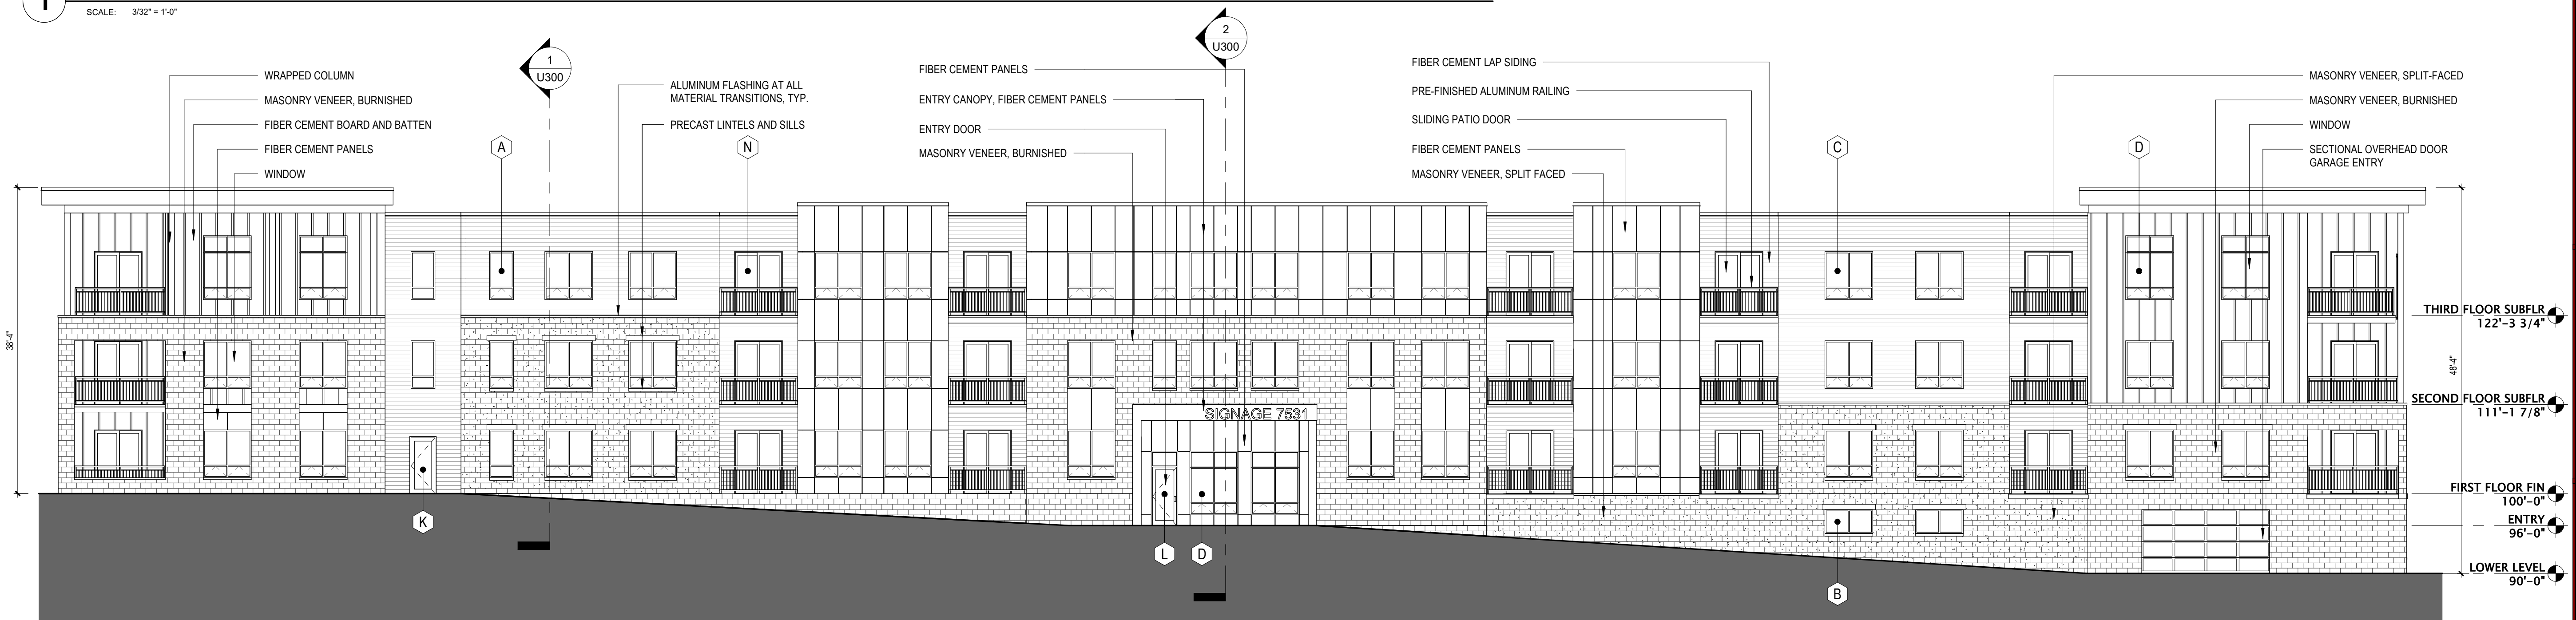 1
SCALE: 3/32" = 1'-0"
1
U300
2
U300
WRAPPED COLUMN
MASONRY VENEER, BURNISHED
FIBER CEMENT BOARD AND BATTEN
FIBER CEMENT PANELS
WINDOW
A
ALUMINUM FLASHING AT ALL
MATERIAL TRANSITIONS, TYP.
PRECAST LINTELS AND SILLS
N
FIBER CEMENT PANELS
ENTRY CANOPY, FIBER CEMENT PANELS
ENTRY DOOR
MASONRY VENEER, BURNISHED
FIBER CEMENT LAP SIDING
PRE-FINISHED ALUMINUM RAILING
SLIDING PATIO DOOR
FIBER CEMENT PANELS
MASONRY VENEER, SPLIT FACED
C
D
MASONRY VENEER, SPLIT-FACED
MASONRY VENEER, BURNISHED
WINDOW
SECTIONAL OVERHEAD DOOR
GARAGE ENTRY
38'-4"
SIGNAGE 7531
K
L
D
B
48'-4"
THIRD FLOOR SUBFLR
122'-3 3/4"
SECOND FLOOR SUBFLR
111'-1 7/8"
FIRST FLOOR FIN
100'-0"
ENTRY
96'-0"
LOWER LEVEL
90'-0"